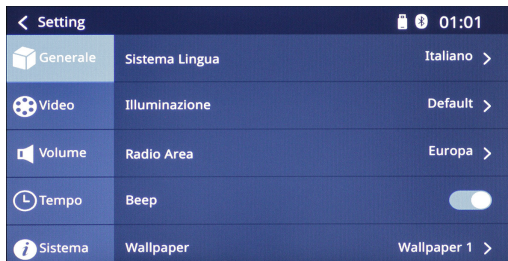 Setting 01:01
Generale
Sistema Lingua Italiano
Video
Illuminazione Default
Volume
Radio Area Europa
Tempo
Beep
Sistema
Wallpaper Wallpaper 1